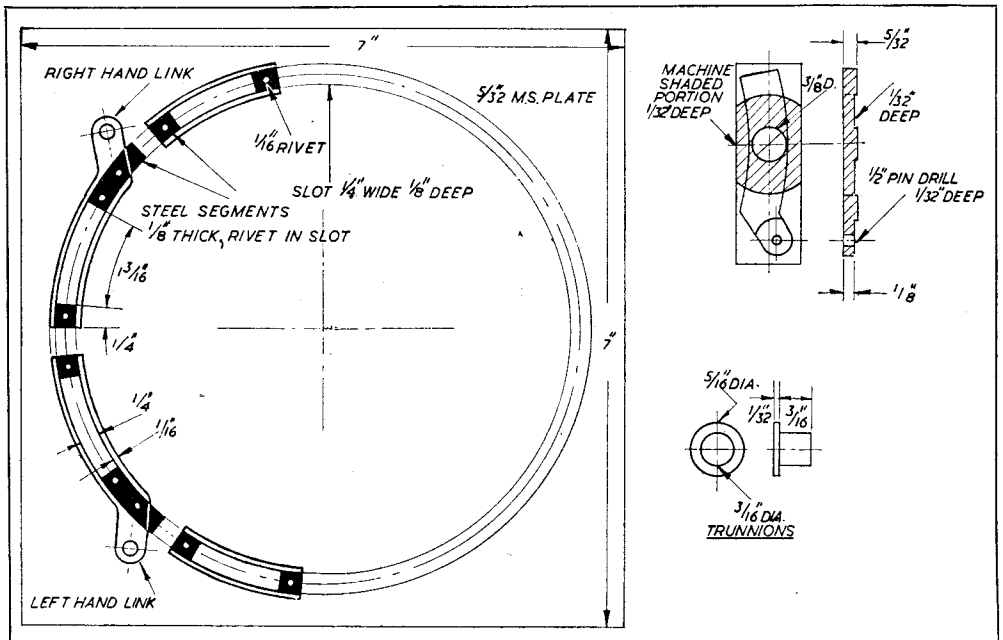 7"
RIGHT HAND LINK
5/32" M.S. PLATE
1/16" RIVET
SLOT 1/4" WIDE 1/8" DEEP
STEEL SEGMENTS
1/8" THICK, RIVET IN SLOT
1 3/16"
1/4"
7"
1/4"
1/16"
LEFT HAND LINK
5/32"
MACHINE
SHADED
PORTION
1/32" DEEP
3/8" D.
1/32"
DEEP
1/2" PIN DRILL
1/32" DEEP
1/8"
5/16" DIA.
1/32"
3/16"
3/16" DIA.
TRUNNIONS